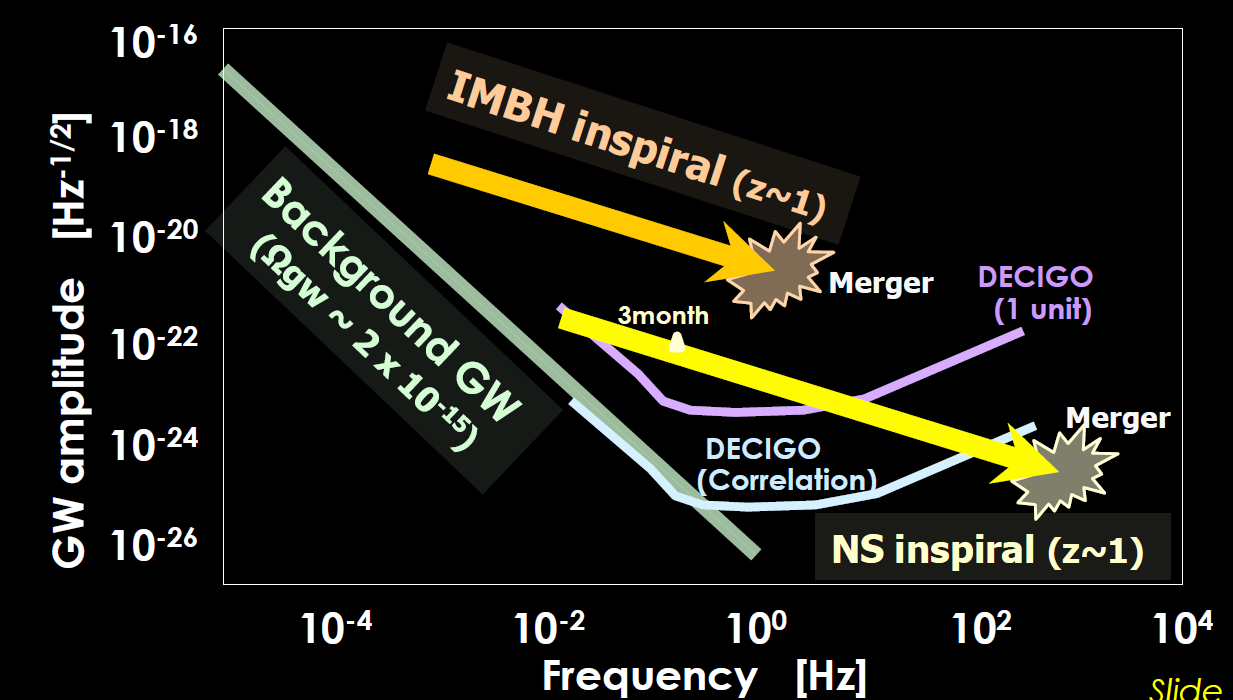 10⁻¹⁶
10⁻¹⁸
10⁻²⁰
10⁻²²
10⁻²⁴
10⁻²⁶
GW amplitude [Hz⁻¹/²]
IMBH inspiral (z~1)
Background GW
(Ωgw ~ 2 x 10⁻¹⁵)
Merger
3month
DECIGO
(1 unit)
Merger
DECIGO
(Correlation)
NS inspiral (z~1)
10⁻⁴
10⁻²
10⁰
10²
10⁴
Frequency [Hz]
Slide